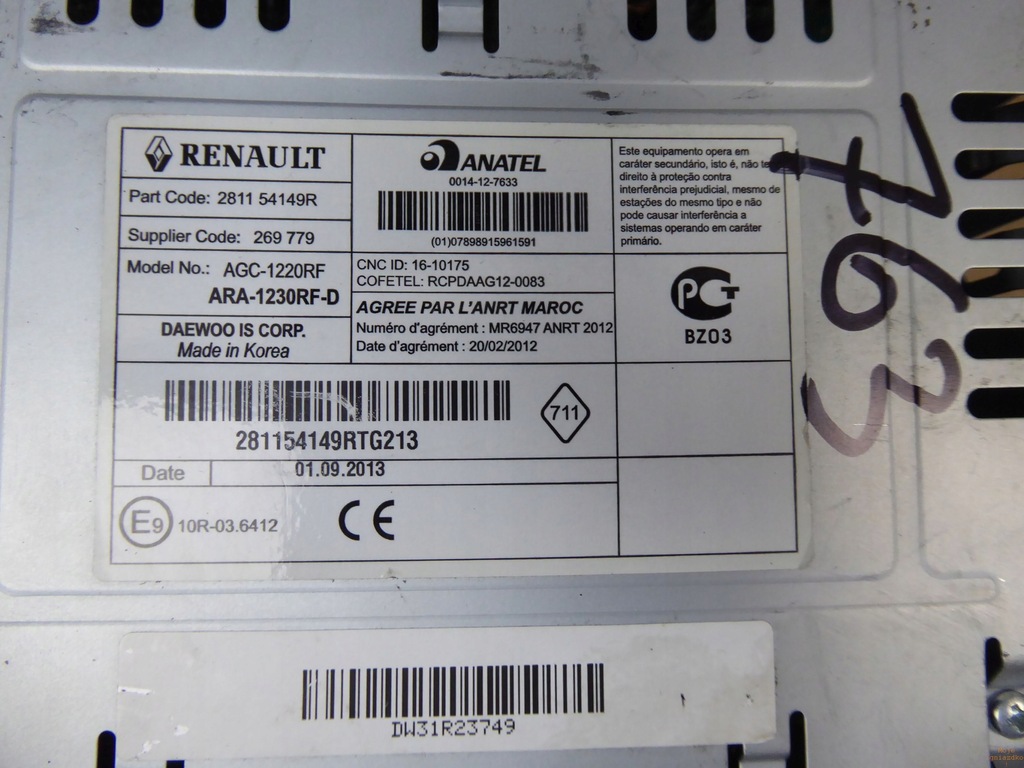 RENAULT
Part Code: 2811 54149R
Supplier Code: 269 779
Model No.: AGC-1220RF
ARA-1230RF-D
DAEWOO IS CORP.
Made in Korea
ANATEL
0014-12-7633
(01)07898915961591
CNC ID: 16-10175
COFETEL: RCPDAAG12-0083
AGREE PAR L'ANRT MAROC
Numéro d'agrément : MR6947 ANRT 2012
Date d'agrément : 20/02/2012
Este equipamento opera em
caráter secundário, isto é, não te
direito à proteção contra
interferência prejudicial, mesmo de
estações do mesmo tipo e não
pode causar interferência a
sistemas operando em caráter
primário.
PCT
BZ03
281154149RTG213
711
Date 01.09.2013
E9 10R-03.6412
CE
DW31R23749
763